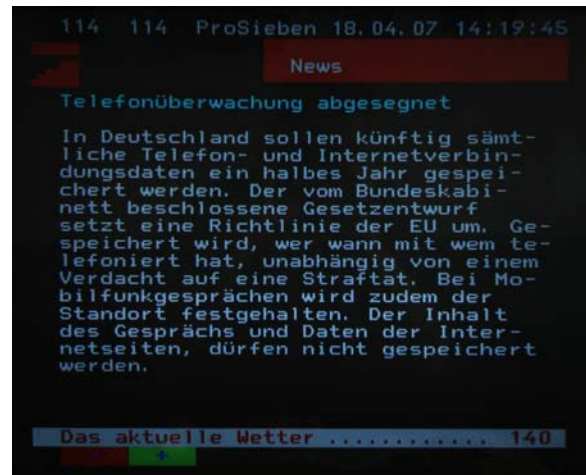 114 114 ProSieben 18.04.07 14:19:45
News
Telefonüberwachung abgesegnet
In Deutschland sollen künftig sämt-
liche Telefon- und Internetverbin-
dungsdaten ein halbes Jahr gespei-
chert werden. Der vom Bundeskabi-
nett beschlossene Gesetzentwurf
setzt eine Richtlinie der EU um. Ge-
speichert wird, wer wann mit wem te-
lefoniert hat, unabhängig von einem
Verdacht auf eine Straftat. Bei Mo-
bilfunkgesprächen wird zudem der
Standort festgehalten. Der Inhalt
des Gesprächs und Daten der Inter-
netseiten, dürfen nicht gespeichert
werden.
Das aktuelle Wetter ............ 140
- +